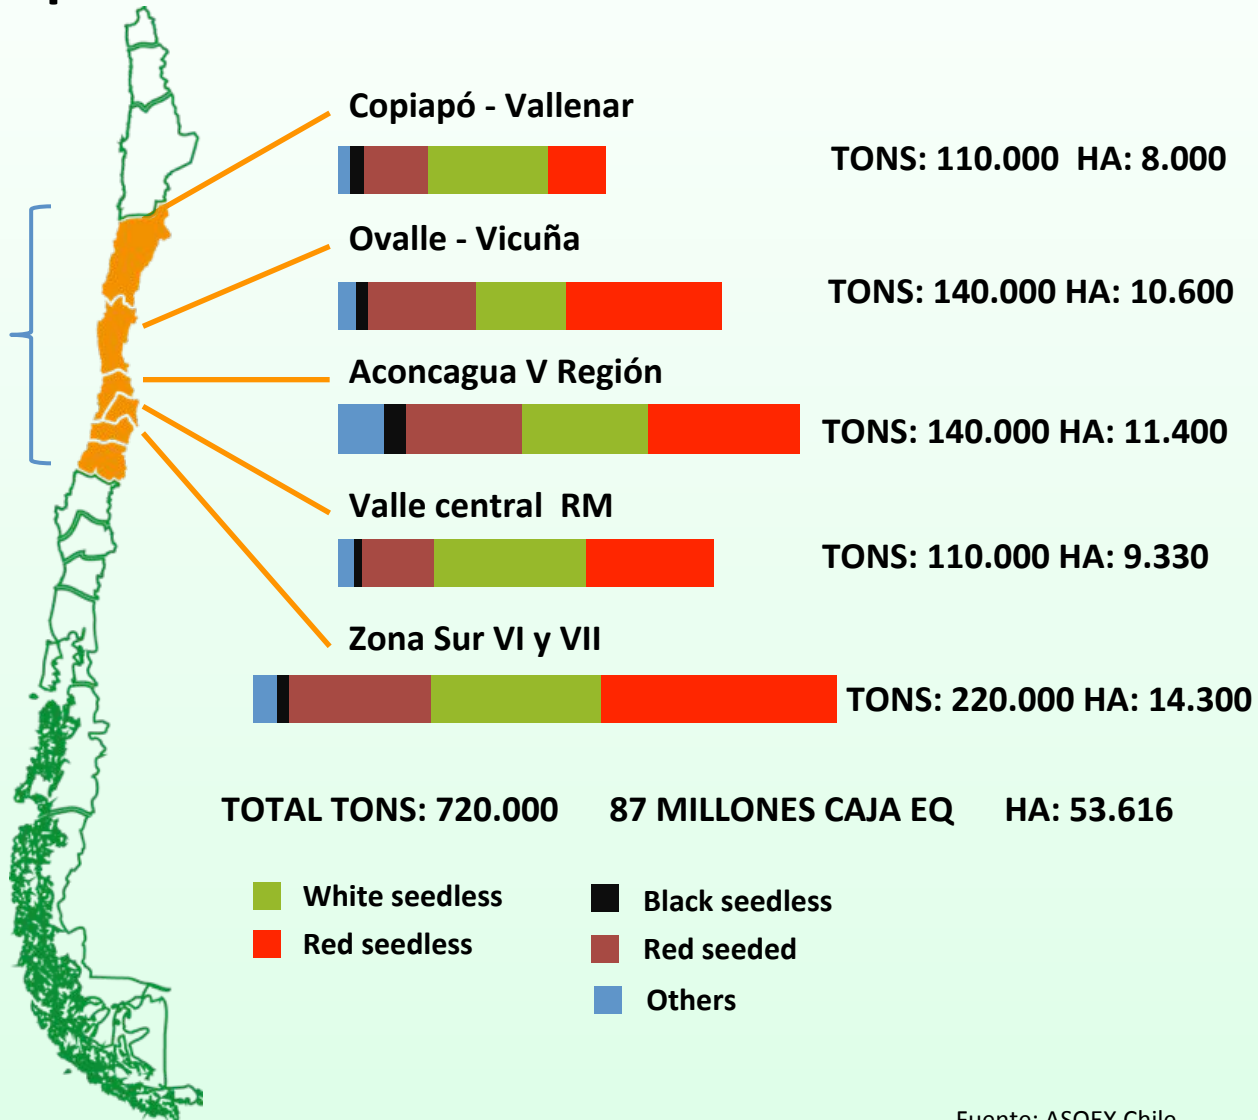 Copiapó - Vallenar
TONS: 110.000 HA: 8.000
Ovalle - Vicuña
TONS: 140.000 HA: 10.600
Aconcagua V Región
TONS: 140.000 HA: 11.400
Valle central RM
TONS: 110.000 HA: 9.330
Zona Sur VI y VII
TONS: 220.000 HA: 14.300
TOTAL TONS: 720.000 87 MILLONES CAJA EQ HA: 53.616
White seedless
Black seedless
Red seedless
Red seeded
Others
Fuente: ASOEX Chile